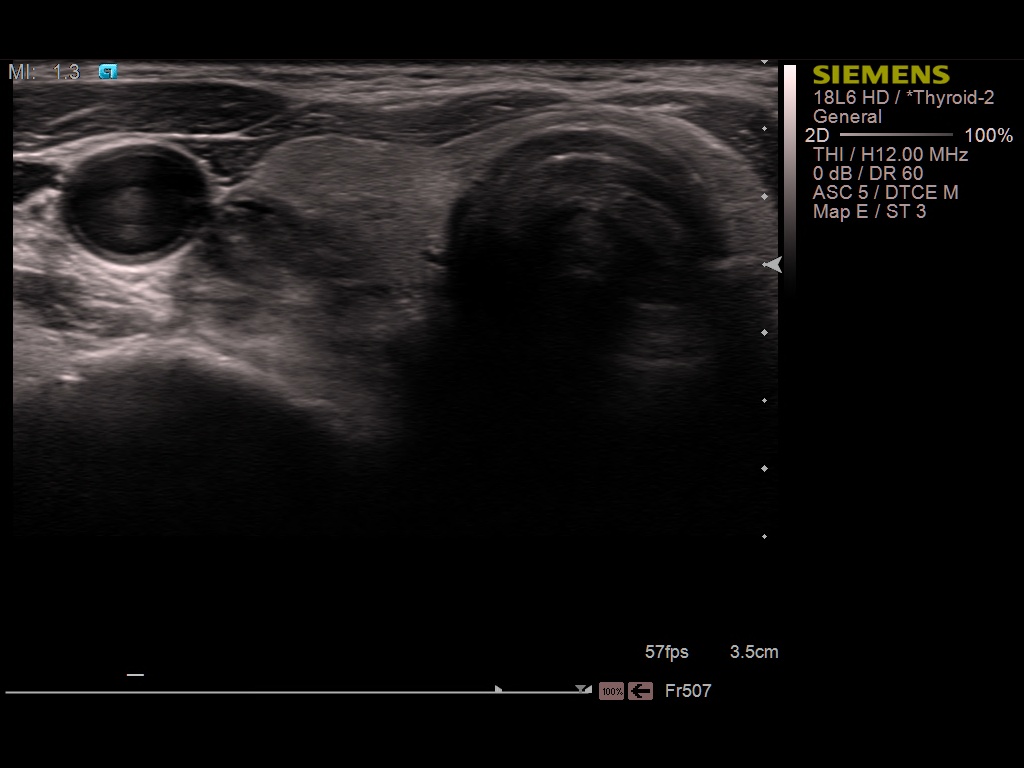 MI: 1.3
SIEMENS
18L6 HD / *Thyroid-2
General
2D 100%
THI / H12.00 MHz
0 dB / DR 60
ASC 5 / DTCE M
Map E / ST 3
57fps 3.5cm
100% Fr507